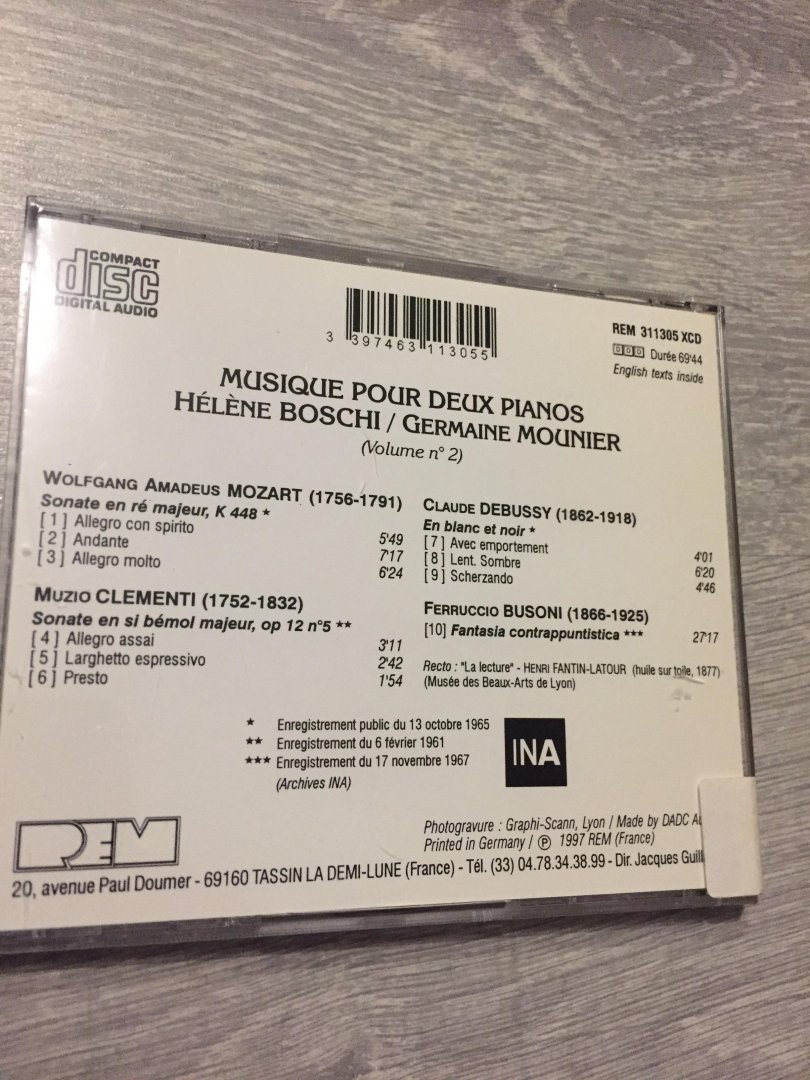 COMPACT
disc
DIGITAL AUDIO
3 397463 113055
REM 311305 XCD
DDD Durée 69'44
English texts inside
MUSIQUE POUR DEUX PIANOS
HÉLÈNE BOSCHI / GERMAINE MOUNIER
(Volume n° 2)
WOLFGANG AMADEUS MOZART (1756-1791)
Sonate en ré majeur, K 448 *
[ 1 ] Allegro con spirito 5'49
[ 2 ] Andante 7'17
[ 3 ] Allegro molto 6'24
MUZIO CLEMENTI (1752-1832)
Sonate en si bémol majeur, op 12 n°5 **
[ 4 ] Allegro assai 3'11
[ 5 ] Larghetto espressivo 2'42
[ 6 ] Presto 1'54
CLAUDE DEBUSSY (1862-1918)
En blanc et noir *
[ 7 ] Avec emportement 4'01
[ 8 ] Lent. Sombre 6'20
[ 9 ] Scherzando 4'46
FERRUCCIO BUSONI (1866-1925)
[10] Fantasia contrappuntistica *** 27'17
Recto : "La lecture" - HENRI FANTIN-LATOUR (huile sur toile, 1877)
(Musée des Beaux-Arts de Lyon)
* Enregistrement public du 13 octobre 1965
** Enregistrement du 6 février 1961
*** Enregistrement du 17 novembre 1967
(Archives INA)
INA
REM
Photogravure : Graphi-Scann, Lyon / Made by DADC
Printed in Germany / ℗ 1997 REM (France)
20, avenue Paul Doumer - 69160 TASSIN LA DEMI-LUNE (France) - Tél. (33) 04.78.34.38.99 - Dir. Jacques